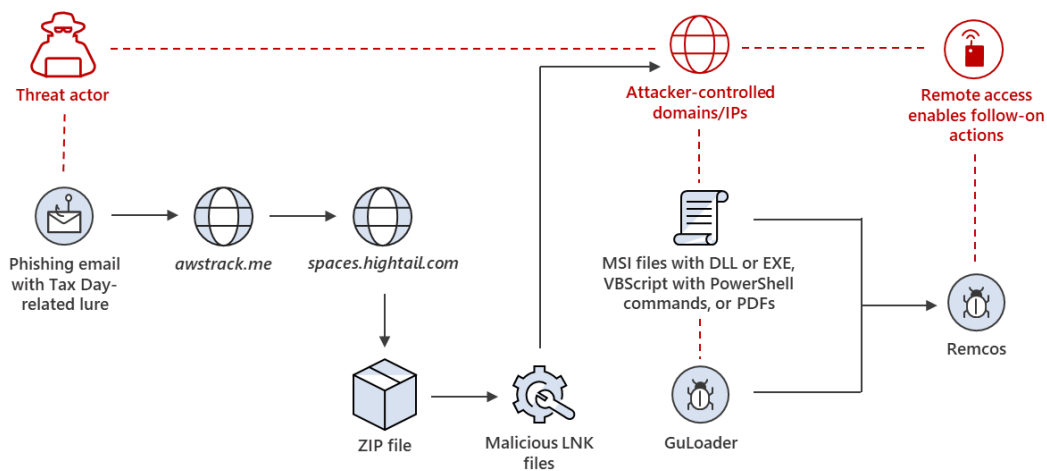 Threat actor
Attacker-controlled
domains/IPs
Remote access
enables follow-on
actions
Phishing email
with Tax Day-
related lure
awstrack.me
spaces.hightail.com
MSI files with DLL or EXE,
VBScript with PowerShell
commands, or PDFs
Remcos
ZIP file
Malicious LNK
files
GuLoader